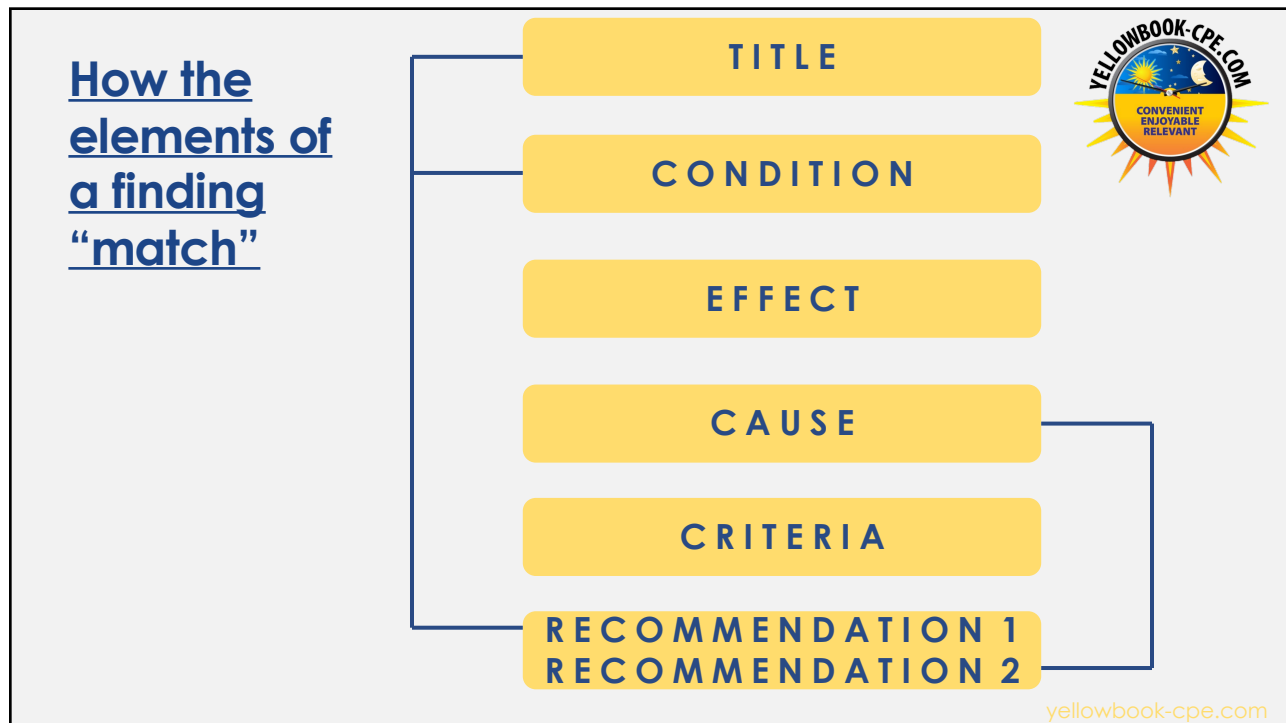 How the
elements of
a finding
“match”
TITLE
CONDITION
EFFECT
CAUSE
CRITERIA
RECOMMENDATION 1
RECOMMENDATION 2
YELLOWBOOK-CPE.COM
CONVENIENT
ENJOYABLE
RELEVANT
yellowbook-cpe.com